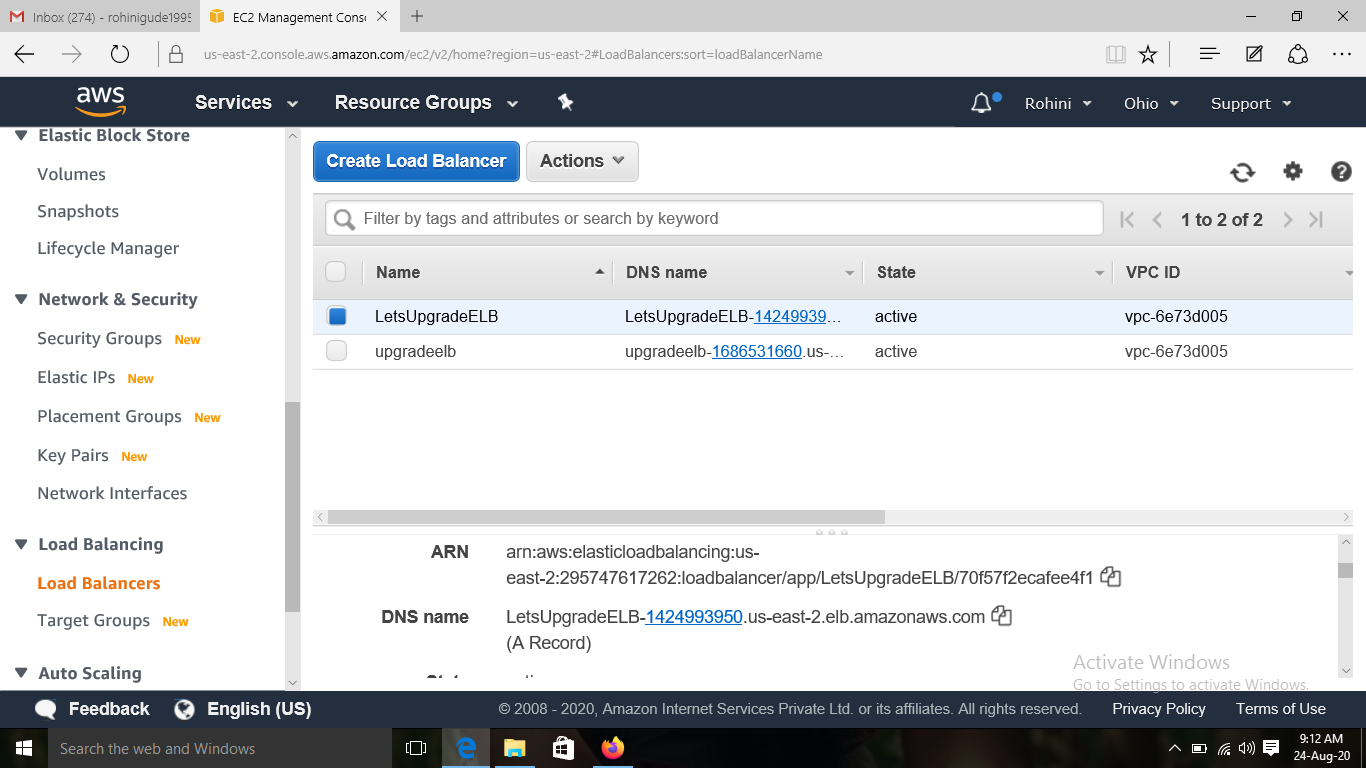 Inbox (274) - rohinigude1995
EC2 Management Conso
us-east-2.console.aws.amazon.com/ec2/v2/home?region=us-east-2#LoadBalancers:sort=loadBalancerName
aws
Services
Resource Groups
Rohini
Ohio
Support
Elastic Block Store
Volumes
Snapshots
Lifecycle Manager
Network & Security
Security Groups New
Elastic IPs New
Placement Groups New
Key Pairs New
Network Interfaces
Load Balancing
Load Balancers
Target Groups New
Auto Scaling
Create Load Balancer
Actions
Filter by tags and attributes or search by keyword
1 to 2 of 2
Name DNS name State VPC ID
LetsUpgradeELB LetsUpgradeELB-14249939... active vpc-6e73d005
upgradeelb upgradeelb-1686531660.us-... active vpc-6e73d005
ARN arn:aws:elasticloadbalancing:us-
east-2:295747617262:loadbalancer/app/LetsUpgradeELB/70f57f2ecafee4f1
DNS name LetsUpgradeELB-1424993950.us-east-2.elb.amazonaws.com
(A Record)
Activate Windows
Go to Settings to activate Windows.
Feedback
English (US)
© 2008 - 2020, Amazon Internet Services Private Ltd. or its affiliates. All rights reserved.
Privacy Policy
Terms of Use
Search the web and Windows
9:12 AM
24-Aug-20